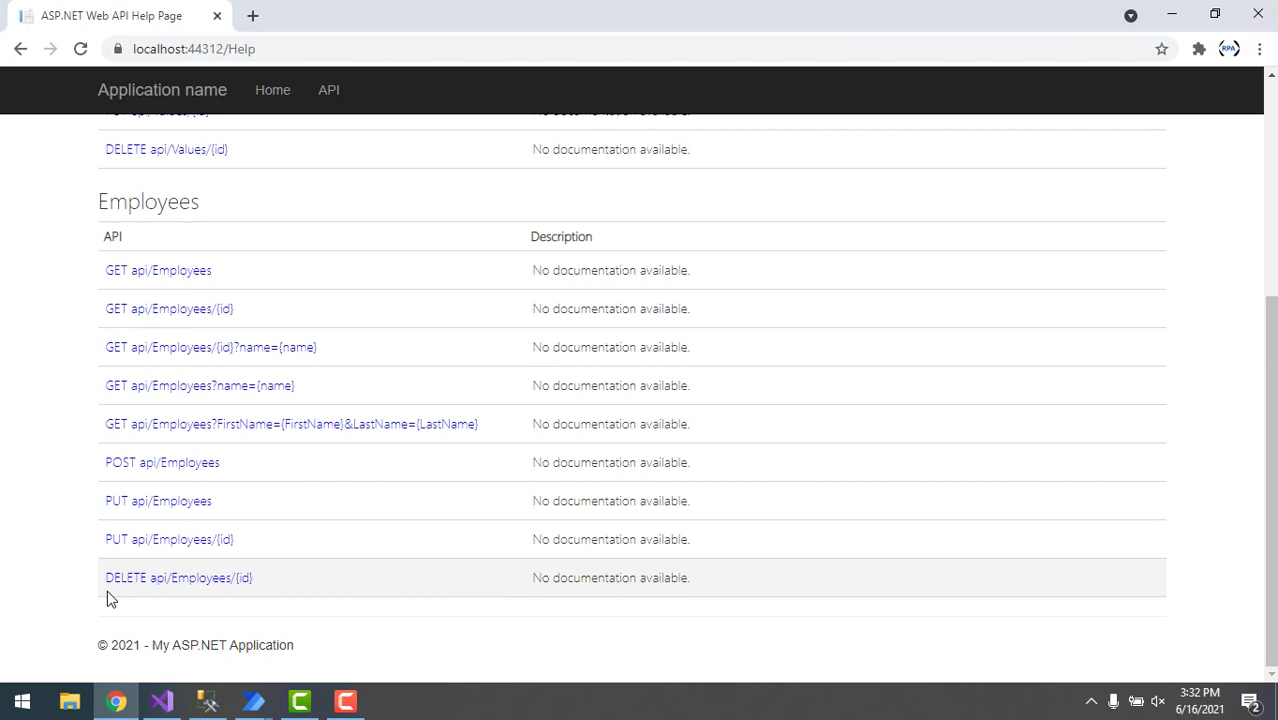 ASP.NET Web API Help Page
localhost:44312/Help
RPA
Application name Home API
DELETE api/Values/{id} No documentation available.
Employees
API Description
GET api/Employees No documentation available.
GET api/Employees/{id} No documentation available.
GET api/Employees/{id}?name={name} No documentation available.
GET api/Employees?name={name} No documentation available.
GET api/Employees?FirstName={FirstName}&LastName={LastName} No documentation available.
POST api/Employees No documentation available.
PUT api/Employees No documentation available.
PUT api/Employees/{id} No documentation available.
DELETE api/Employees/{id} No documentation available.
© 2021 - My ASP.NET Application
3:32 PM
6/16/2021
2